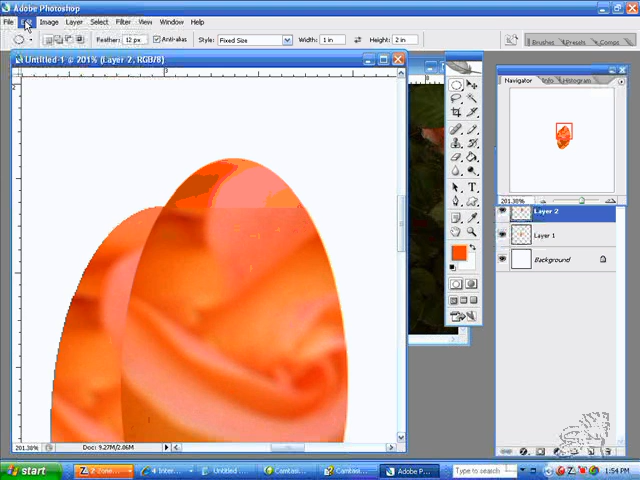 Adobe Photoshop
File Image Layer Select Filter View Window Help
Feather: 12 px Anti-alias Style: Fixed Size Width: 1 in Height: 2 in Brushes Presets Comps
Untitled-1 @ 201% (Layer 2, RGB/8)
Navigator Info Histogram
201.38%
Layer 2
Layer 1
Background
201.38% Doc: 9.27M/2.06M
start 2 Zone... 4 Inter... Untitled ... Camtasi... Camtasi... Adobe P... Type to search 1:54 PM